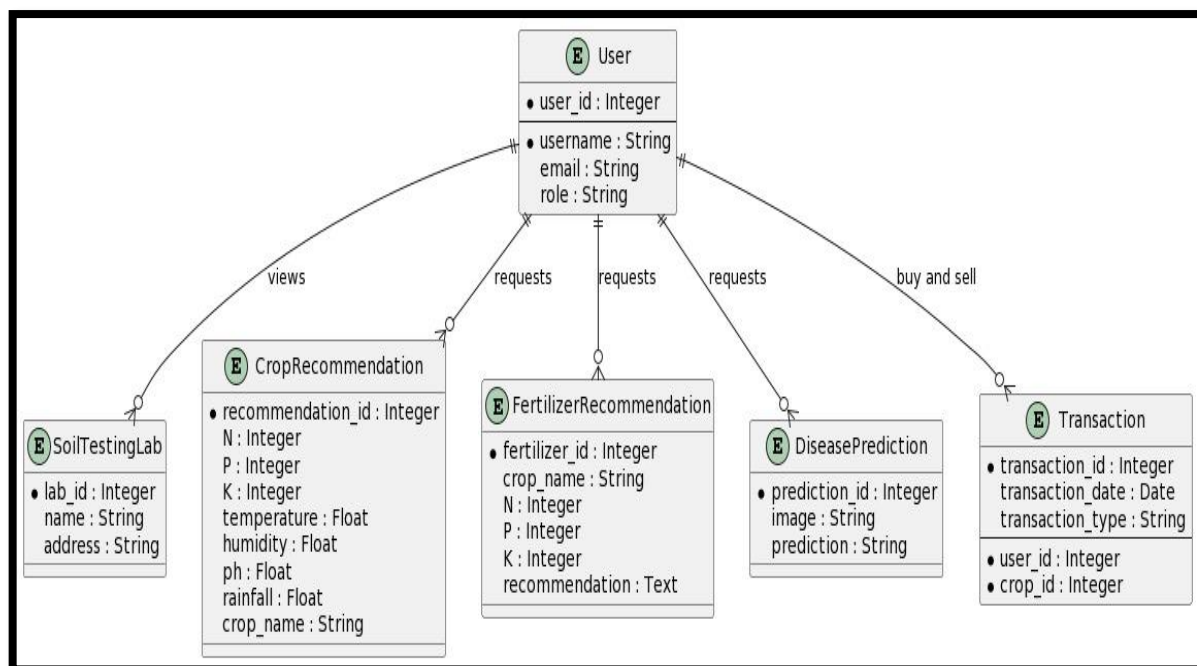 E User
• user_id : Integer
• username : String
email : String
role : String
views
requests
requests
requests
buy and sell
E SoilTestingLab
• lab_id : Integer
name : String
address : String
E CropRecommendation
• recommendation_id : Integer
N : Integer
P : Integer
K : Integer
temperature : Float
humidity : Float
ph : Float
rainfall : Float
crop_name : String
E FertilizerRecommendation
• fertilizer_id : Integer
crop_name : String
N : Integer
P : Integer
K : Integer
recommendation : Text
E DiseasePrediction
• prediction_id : Integer
image : String
prediction : String
E Transaction
• transaction_id : Integer
transaction_date : Date
transaction_type : String
• user_id : Integer
• crop_id : Integer